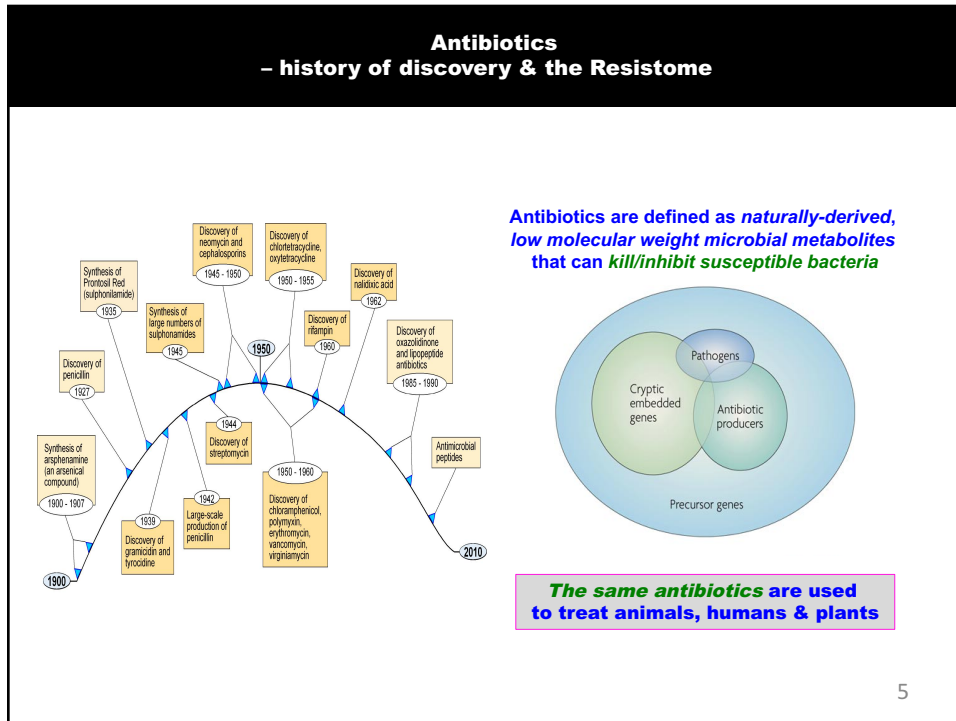 Antibiotics
– history of discovery & the Resistome
Discovery of
neomycin and
cephalosporins
1945 - 1950
Discovery of
chlortetracycline,
oxytetracycline
1950 - 1955
Synthesis of
Prontosil Red
(sulphonilamide)
1935
Synthesis of
large numbers of
sulphonamides
1945
1950
Discovery of
nalidixic acid
1962
Discovery of
rifampin
1960
Discovery of
penicillin
1927
Discovery of
oxazolidinone
and lipopeptide
antibiotics
1985 - 1990
Synthesis of
arsphenamine
(an arsenical
compound)
1900 - 1907
1944
Discovery of
streptomycin
Antimicrobial
peptides
1939
Discovery of
gramicidin and
tyrocidine
1942
Large-scale
production of
penicillin
1950 - 1960
Discovery of
chloramphenicol,
polymyxin,
erythromycin,
vancomycin,
virginiamycin
1900
2010
Antibiotics are defined as naturally-derived,
low molecular weight microbial metabolites
that can kill/inhibit susceptible bacteria
Pathogens
Cryptic
embedded
genes
Antibiotic
producers
Precursor genes
The same antibiotics are used
to treat animals, humans & plants
5